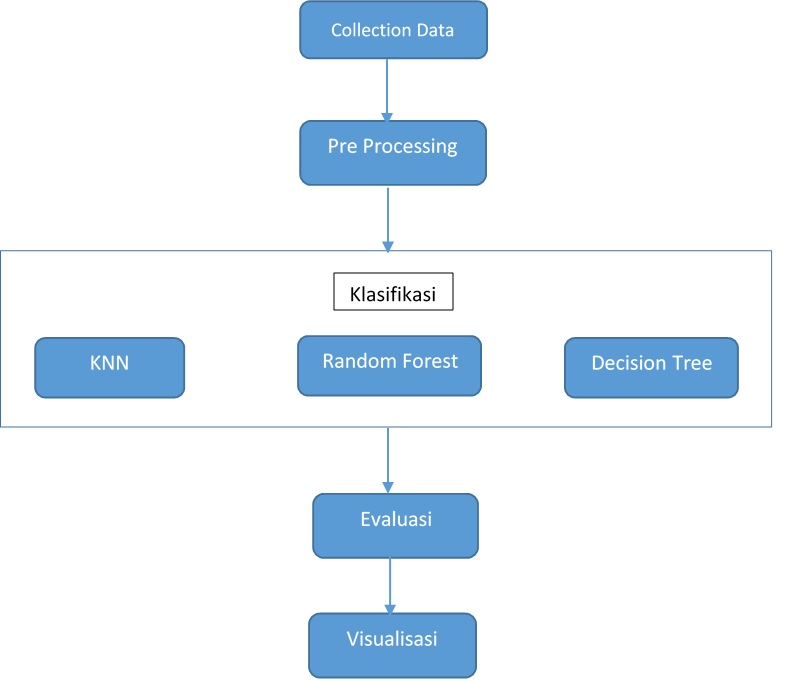 Collection Data
Pre Processing
Klasifikasi
KNN
Random Forest
Decision Tree
Evaluasi
Visualisasi